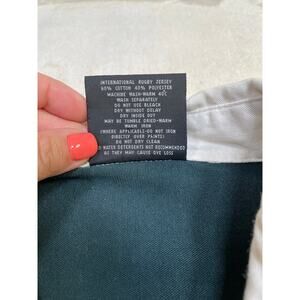 INTERNATIONAL RUGBY JERSEY
60% COTTON 40% POLYESTER
MACHINE WASH-WARM 40°C
WASH SEPARATELY
DO NOT USE BLEACH
DRY WITHOUT DELAY
DRY INSIDE OUT
MAY BE TUMBLE DRIED-WARM
WARM IRON
(WHERE APPLICABLE-DO NOT IRON
DIRECTLY OVER PRINTS)
DO NOT DRY CLEAN
WATER DETERGENTS NOT RECOMMENDED
AS THEY MAY CAUSE DYE LOSS